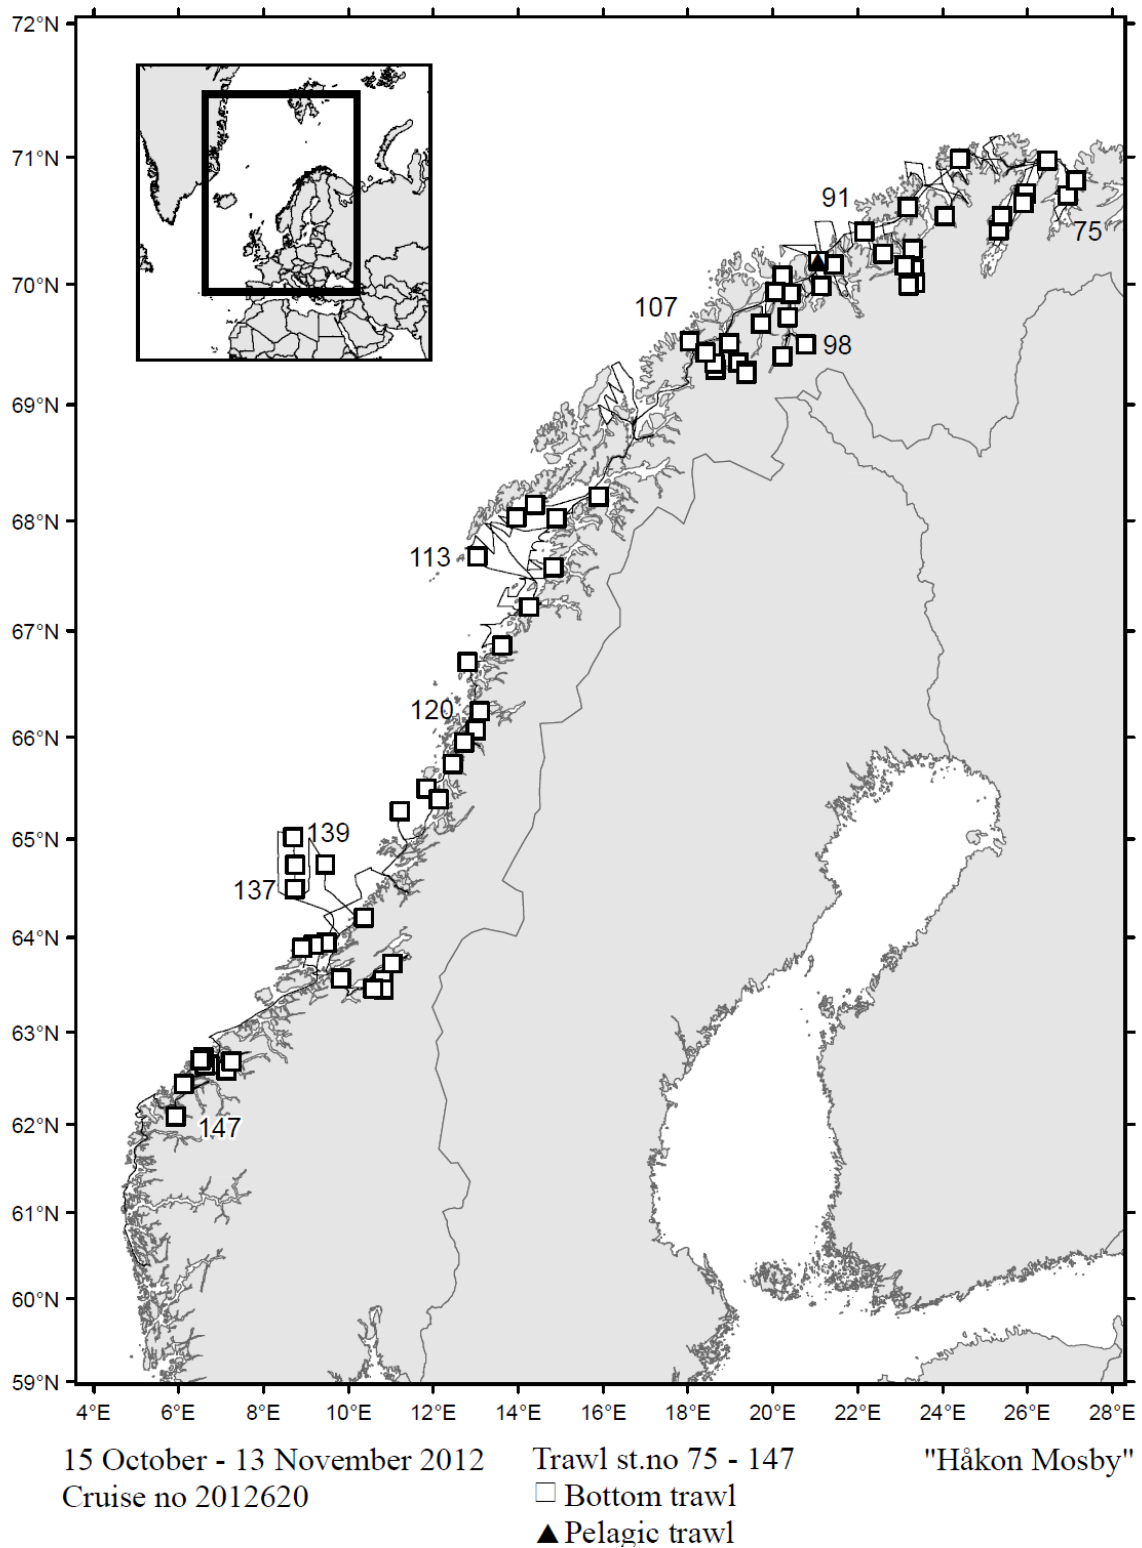 72°N
71°N
70°N
69°N
68°N
67°N
66°N
65°N
64°N
63°N
62°N
61°N
60°N
59°N
91
75
107
98
113
120
139
137
147
4°E 6°E 8°E 10°E 12°E 14°E 16°E 18°E 20°E 22°E 24°E 26°E 28°E
15 October - 13 November 2012 Trawl st.no 75 - 147 "Håkon Mosby"
Cruise no 2012620 Bottom trawl
Pelagic trawl